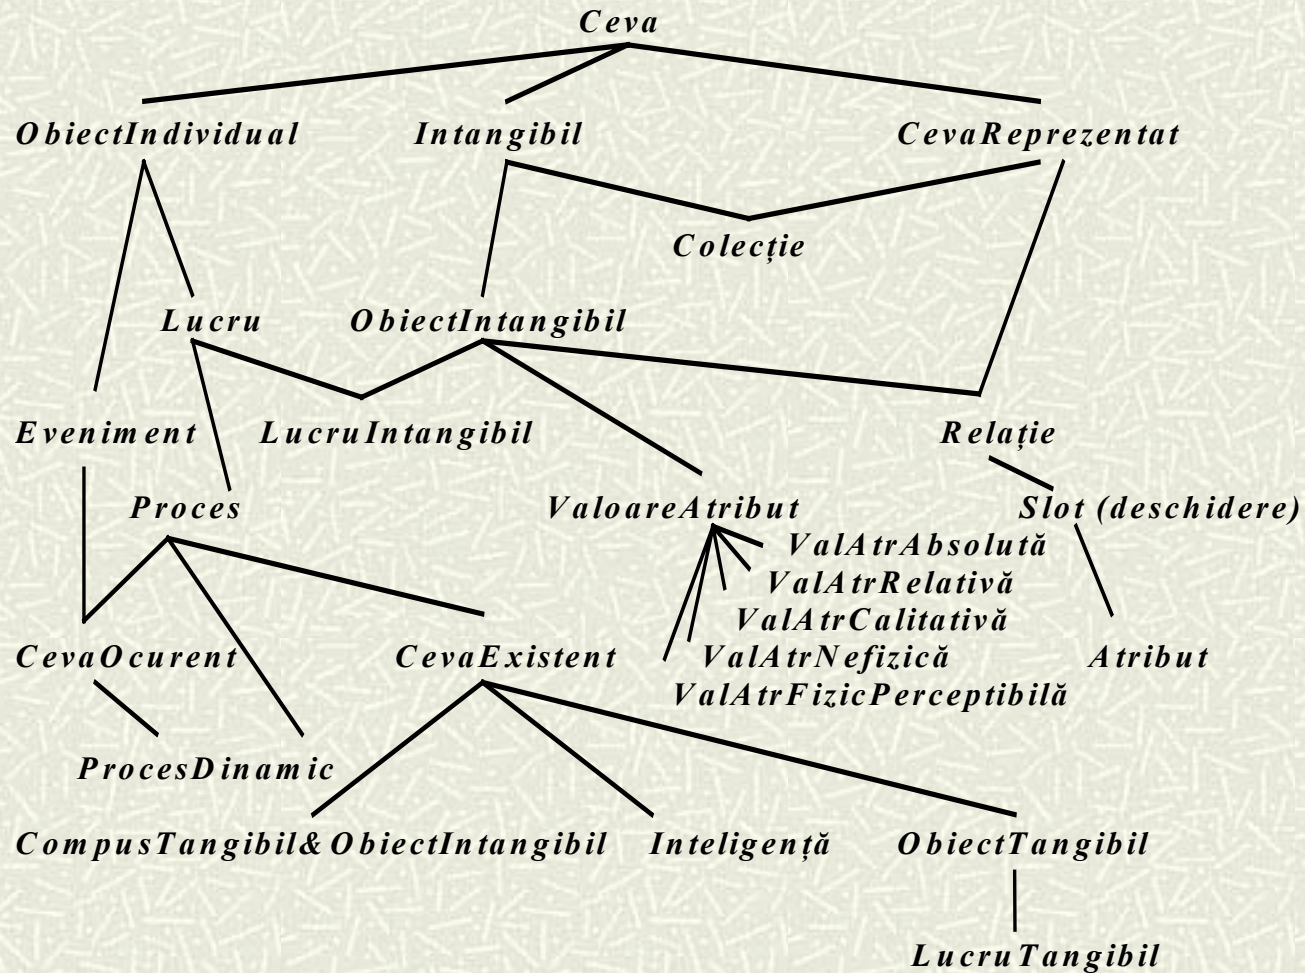 Ceva
ObiectIndividual Intangibil CevaReprezentat
Colecție
Lucru ObiectIntangibil
Eveniment LucruIntangibil Relație
Proces ValoareAtribut Slot (deschidere)
ValAtrAbsolută
ValAtrRelativă
ValAtrCalitativă
CevaOcurent CevaExistent ValAtrNefizică Atribut
ValAtrFizicPerceptibilă
ProcesDinamic
CompusTangibil&ObiectIntangibil Inteligență ObiectTangibil
LucruTangibil